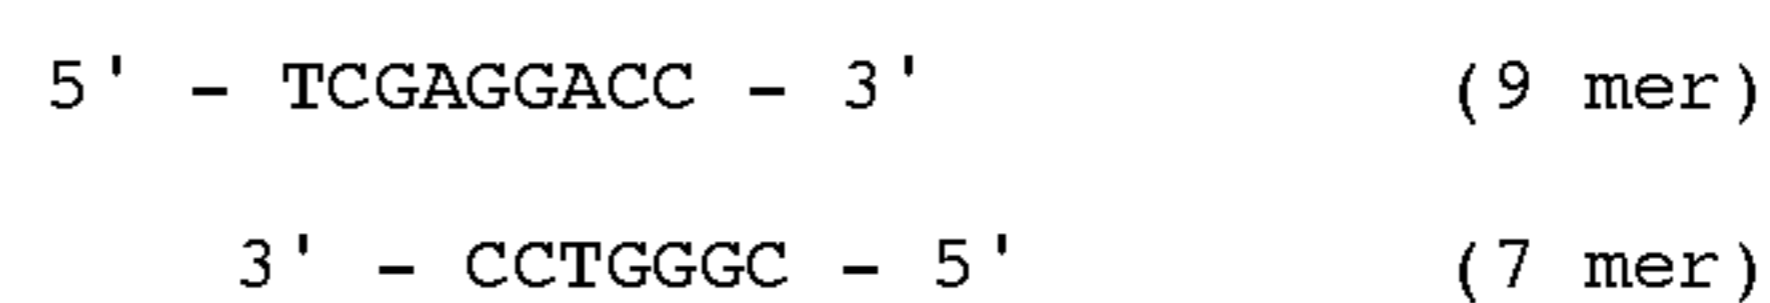 5' - TCGAGGACC - 3' (9 mer)
3' - CCTGGGC - 5' (7 mer)